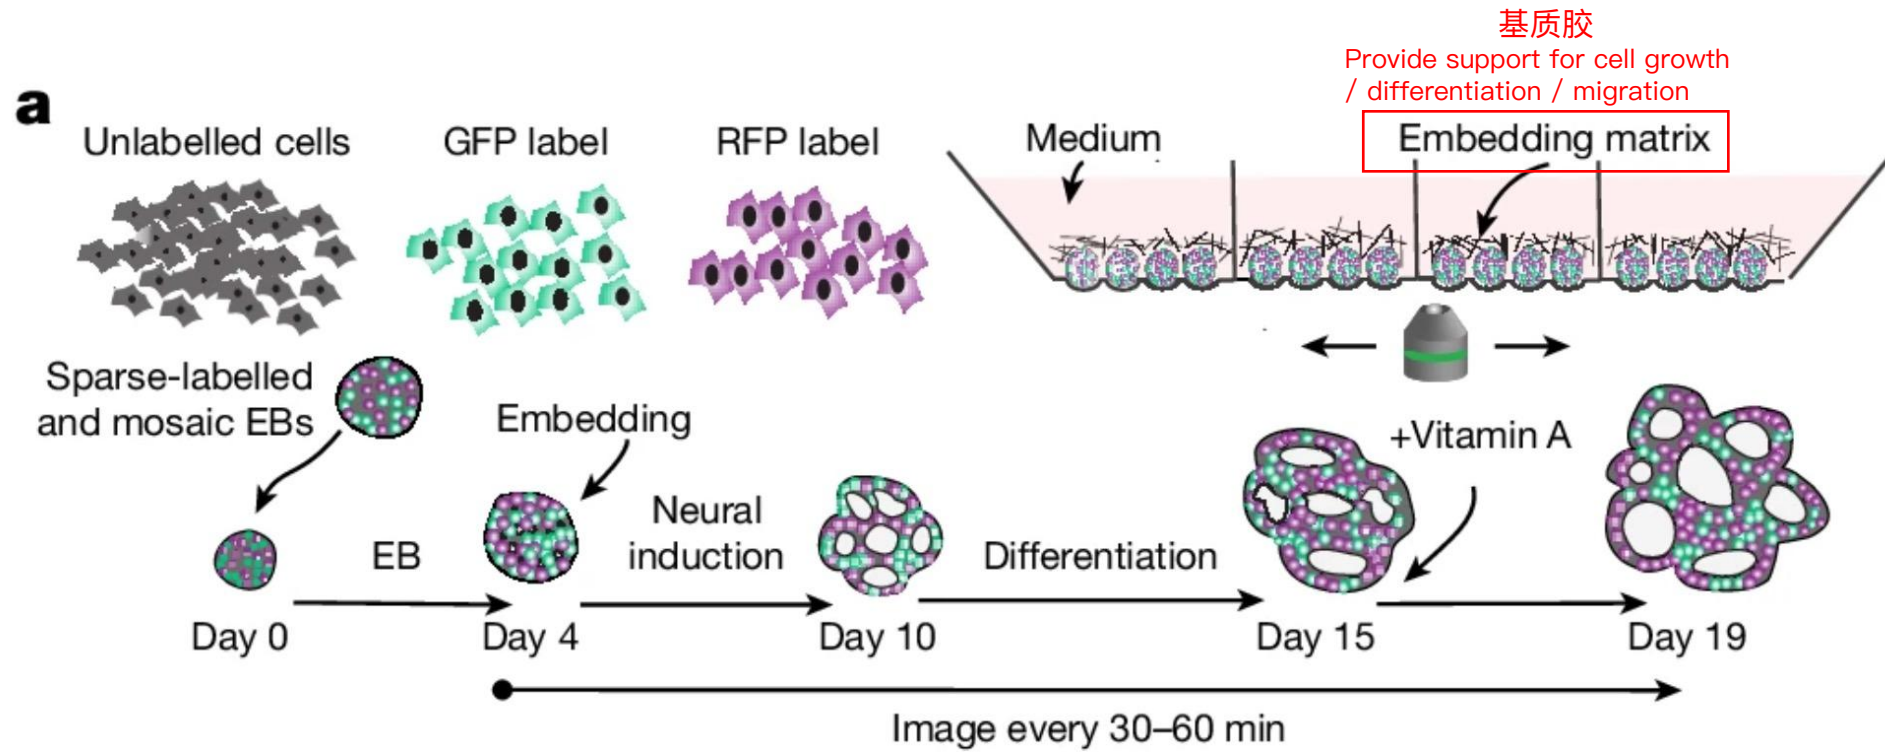 基质胶
Provide support for cell growth
/ differentiation / migration
a
Unlabelled cells
GFP label
RFP label
Medium
Embedding matrix
Sparse-labelled
and mosaic EBs
Embedding
+Vitamin A
EB
Neural
induction
Differentiation
Day 0
Day 4
Day 10
Day 15
Day 19
Image every 30–60 min